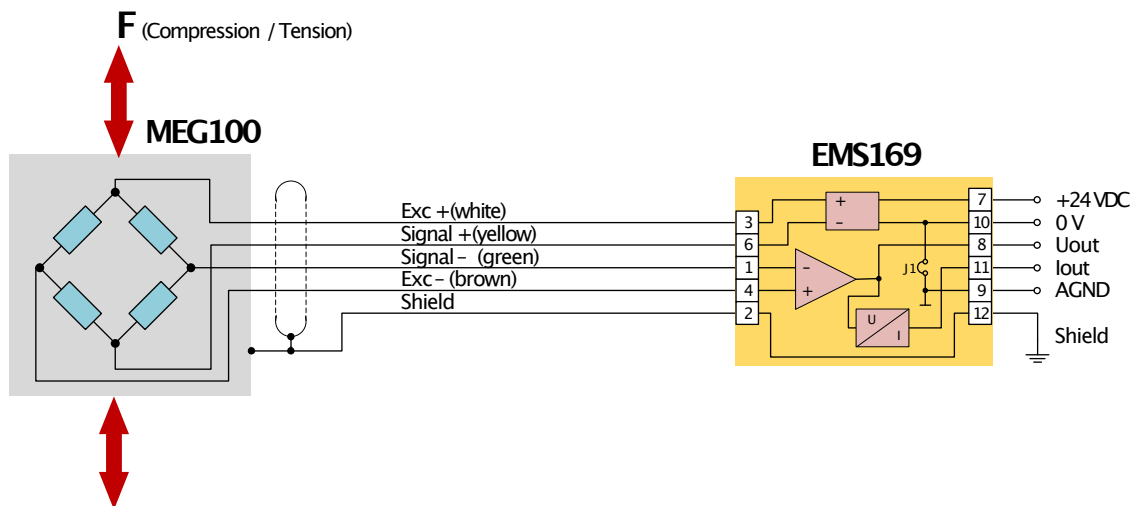 F (Compression / Tension)
MEG100
EMS169
Exc +(white)
Signal +(yellow)
Signal – (green)
Exc – (brown)
Shield
3
6
1
4
2
+
–
–
+
J1
U
I
7
10
8
11
9
12
+24 VDC
0 V
Uout
Iout
AGND
Shield